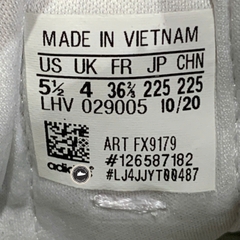 MADE IN VIETNAM
US UK FR JP CHN
5½ 4 36⅔ 225 225
LHV 029005 10/20
ART FX9179
#126587182
#LJ4JJYT00487